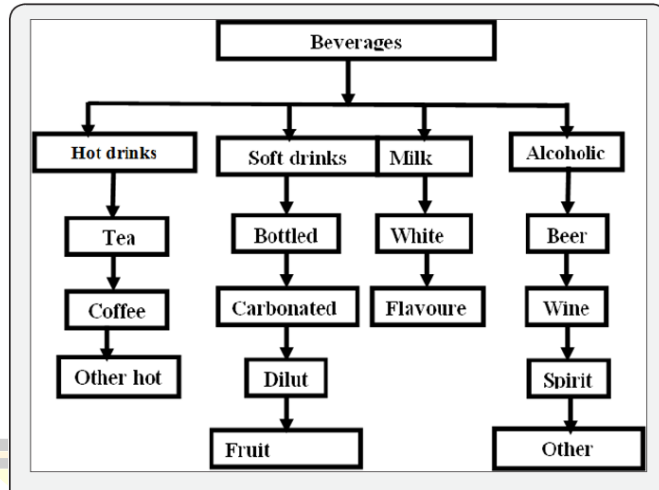 Beverages
Hot drinks
Soft drinks
Milk
Alcoholic
Tea
Bottled
White
Beer
Coffee
Carbonated
Flavoure
Wine
Other hot
Dilut
Spirit
Fruit
Other